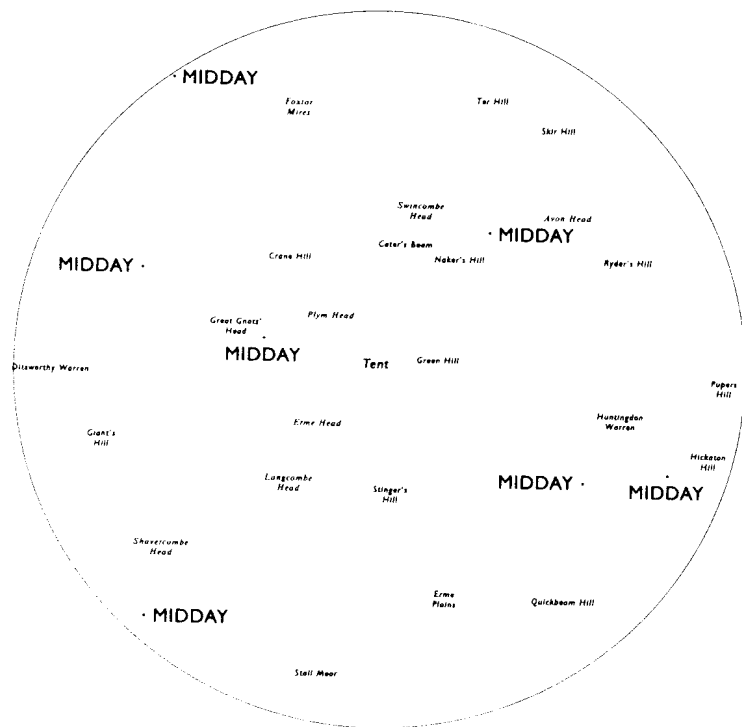 MIDDAY
Foxtor
Mires
Ter Hill
Skir Hill
Swincombe
Head
Avon Head
MIDDAY
Cater's Beam
Naker's Hill
Crane Hill
MIDDAY
Ryder's Hill
Great Gnats'
Head
Plym Head
MIDDAY
Tent
Green Hill
Ditsworthy Warren
Pupers
Hill
Huntingdon
Warren
Erme Head
Giant's
Hill
Hickaton
Hill
Langcombe
Head
Stinger's
Hill
MIDDAY
MIDDAY
Shavercombe
Head
Erme
Plains
Quickbeam Hill
MIDDAY
Stall Moor